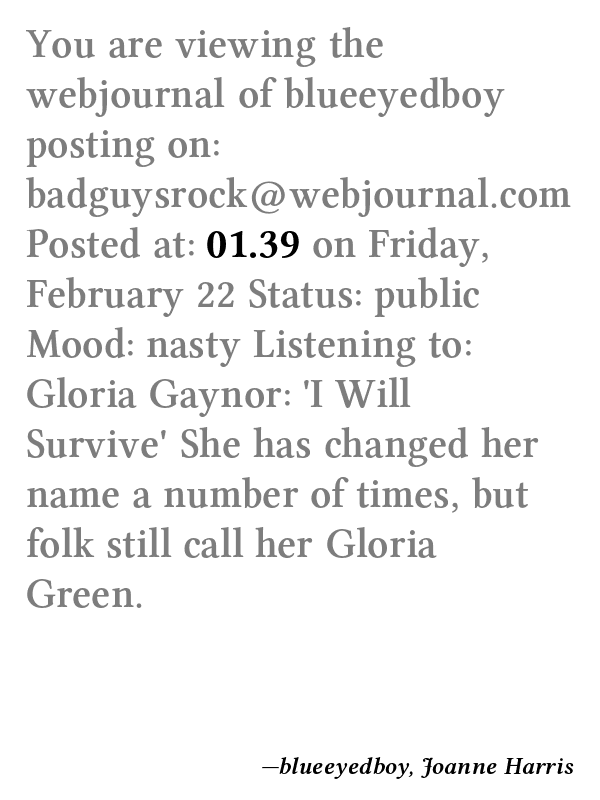 You are viewing the
webjournal of blueeyedboy
posting on:
badguysrock@webjournal.com
Posted at: 01.39 on Friday,
February 22 Status: public
Mood: nasty Listening to:
Gloria Gaynor: 'I Will
Survive' She has changed her
name a number of times, but
folk still call her Gloria
Green.
—blueeyedboy, Joanne Harris